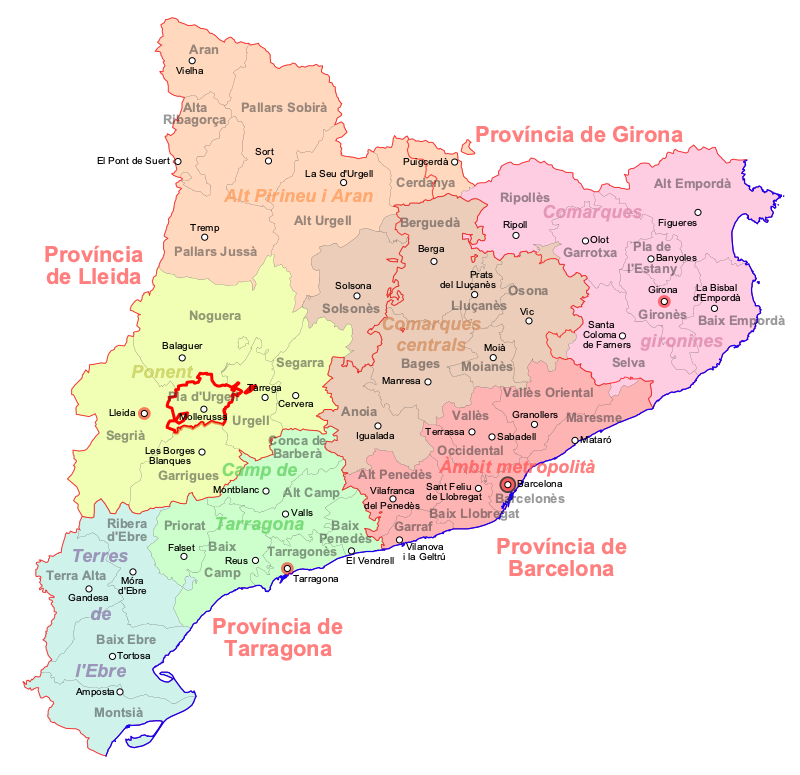 Aran
Vielha
Alta
Ribagorça
Pallars Sobirà
El Pont de Suert
Sort
La Seu d'Urgell
Puigcerdà
Cerdanya
Província de Girona
Alt Pirineu i Aran
Alt Urgell
Tremp
Pallars Jussà
Província
de Lleida
Ripollès
Ripoll
Comarques
Alt Empordà
Figueres
Olot
Garrotxa
Pla de
l'Estany
Banyoles
Berguedà
Berga
Prats
del Lluçanès
Lluçanès
Osona
Vic
Girona
Gironès
La Bisbal
d'Empordà
Baix Empordà
Santa
Coloma
de Farners
gironines
Selva
Solsona
Solsonès
Comarques
centrals
Moià
Moianès
Bages
Manresa
Noguera
Balaguer
Ponent
Segarra
Pla d'Urgell
Mollerussa
Tàrrega
Cervera
Urgell
Lleida
Segrià
Les Borges
Blanques
Garrigues
Anoia
Igualada
Vallès Oriental
Granollers
Vallès
Terrassa
Sabadell
Occidental
Maresme
Mataró
Conca de
Barberà
Camp de
Montblanc
Alt Camp
Valls
Tarragona
Alt Penedès
Vilafranca
del Penedès
Àmbit metropolità
Sant Feliu
de Llobregat
Barcelona
Barcelonès
Baix Llobregat
Garraf
Vilanova
i la Geltrú
Província de
Barcelona
Ribera
d'Ebre
Priorat
Falset
Baix
Camp
Reus
Tarragonès
Baix
Penedès
El Vendrell
Tarragona
Província de
Tarragona
Terres
Terra Alta
Gandesa
Móra
d'Ebre
de
Baix Ebre
Tortosa
l'Ebre
Amposta
Montsià